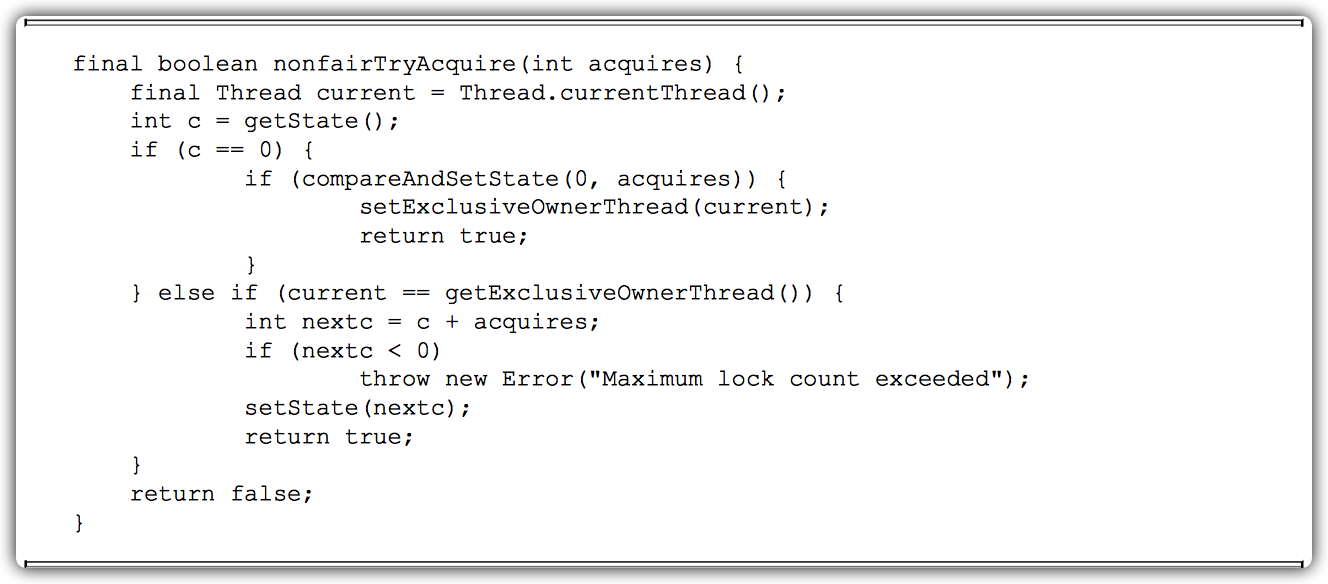 final boolean nonfairTryAcquire(int acquires) {
final Thread current = Thread.currentThread();
int c = getState();
if (c == 0) {
if (compareAndSetState(0, acquires)) {
setExclusiveOwnerThread(current);
return true;
}
} else if (current == getExclusiveOwnerThread()) {
int nextc = c + acquires;
if (nextc < 0)
throw new Error("Maximum lock count exceeded");
setState(nextc);
return true;
}
return false;
}